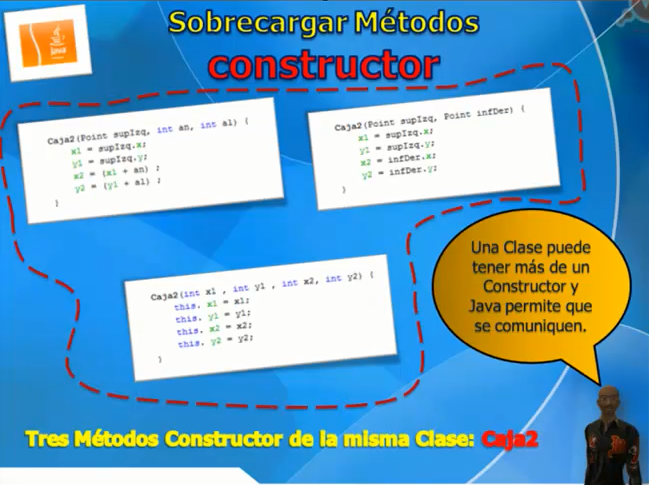 Sobrecargar Métodos
constructor
java
Caja2(Point supIzq, int an, int al) {
x1 = supIzq.x;
y1 = supIzq.y;
x2 = (x1 + an) ;
y2 = (y1 + al) ;
}
Caja2(Point supIzq, Point infDer) {
x1 = supIzq.x;
y1 = supIzq.y;
x2 = infDer.x;
y2 = infDer.y;
}
Caja2(int x1 , int y1 , int x2, int y2) {
this. x1 = x1;
this. y1 = y1;
this. x2 = x2;
this. y2 = y2;
}
Una Clase puede
tener más de un
Constructor y
Java permite que
se comuniquen.
Tres Métodos Constructor de la misma Clase: Caja2